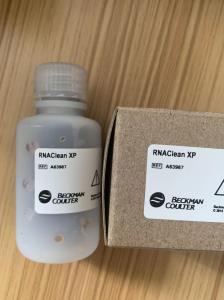 RNAClean XP
REF A63987
BECKMAN
COULTER
RNAClean XP
REF A63987
BECKMAN
COULTER